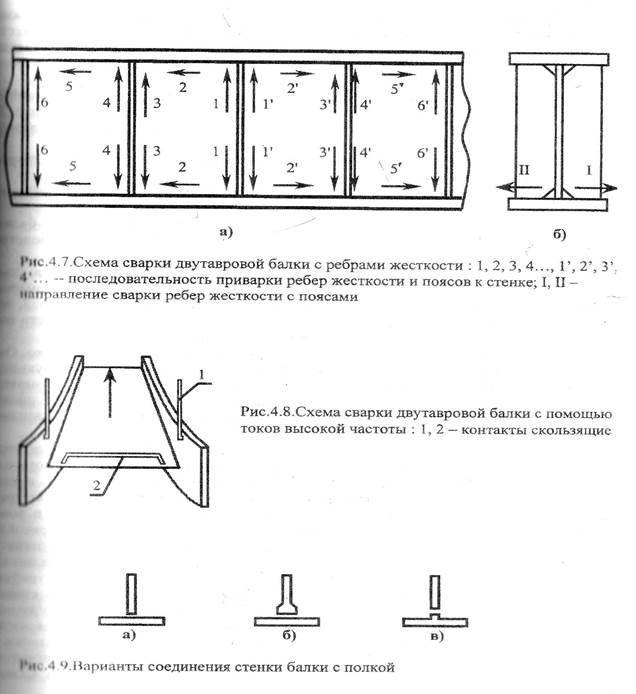 5 2 2' 5'
6 4 3 1 1' 3' 4' 6'
6 4 3 1 1' 3' 4' 6'
5 2 2' 5'
II I
а) б)
Рис.4.7.Схема сварки двутавровой балки с ребрами жесткости : 1, 2, 3, 4…, 1’, 2’, 3’,
4’… -- последовательность приварки ребер жесткости и поясов к стенке; I, II –
направление сварки ребер жесткости с поясами
1
2
Рис.4.8.Схема сварки двутавровой балки с помощью
токов высокой частоты : 1, 2 – контакты скользящие
а) б) в)
Рис.4.9.Варианты соединения стенки балки с полкой